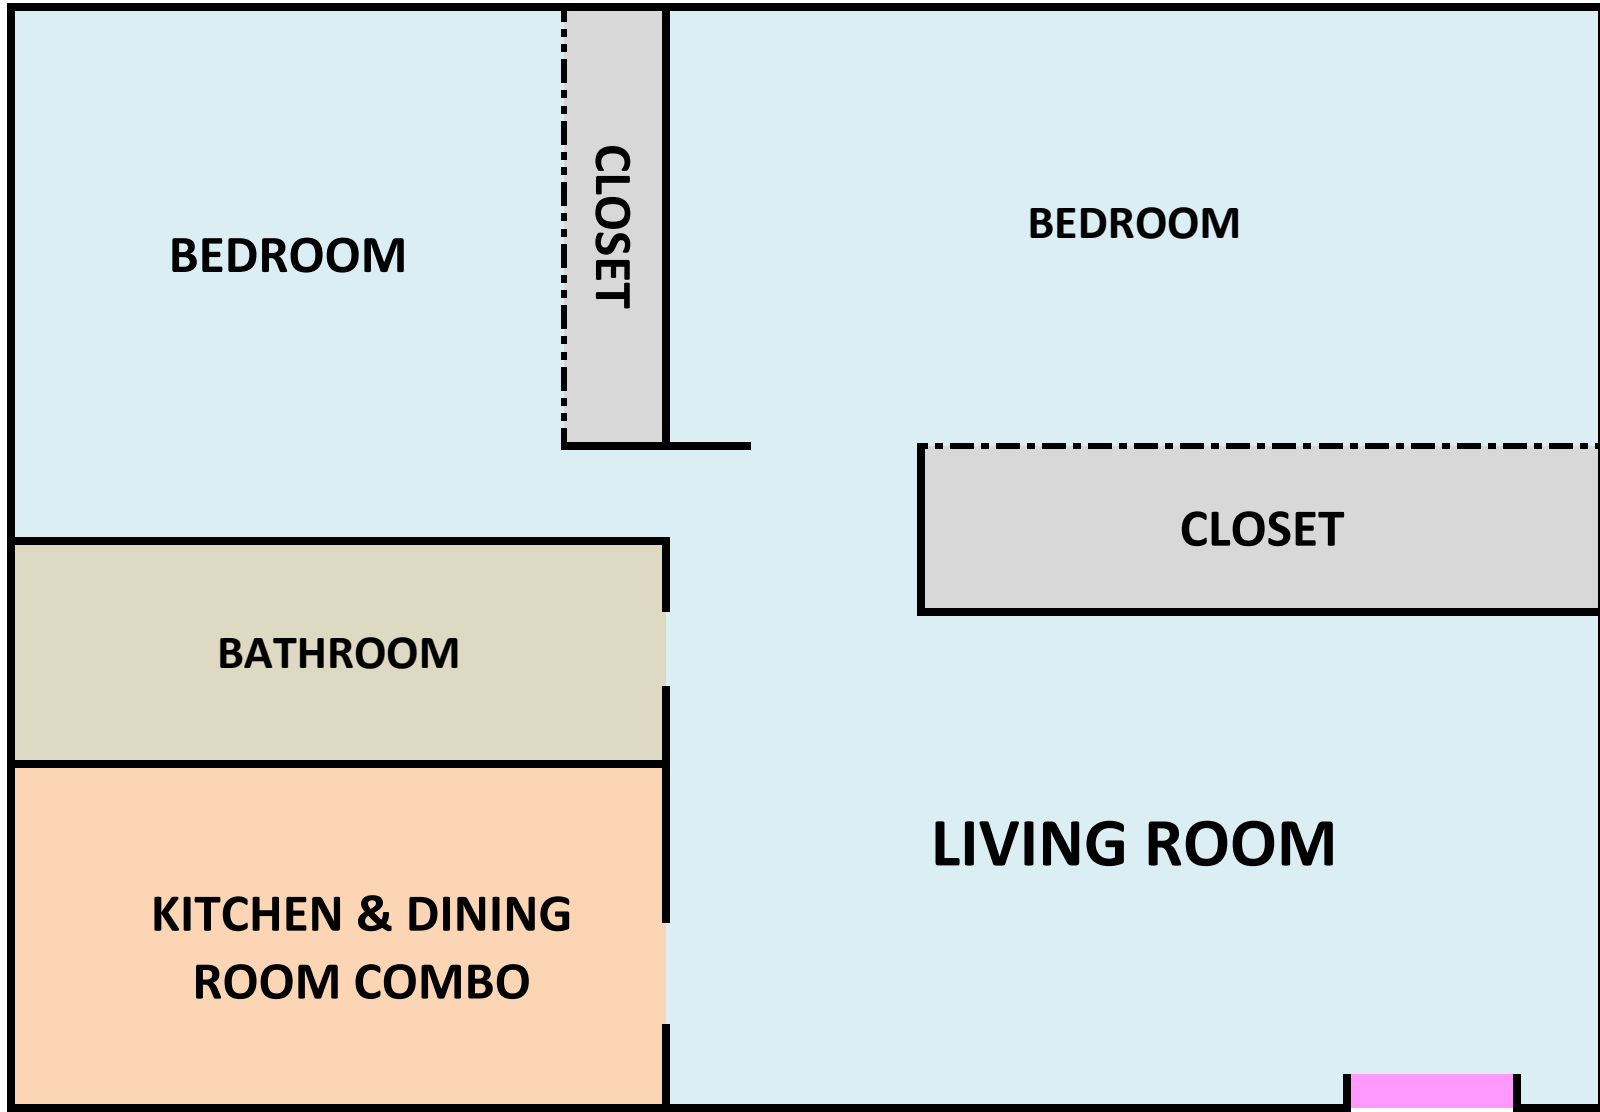 BEDROOM
CLOSET
BEDROOM
CLOSET
BATHROOM
LIVING ROOM
KITCHEN & DINING
ROOM COMBO